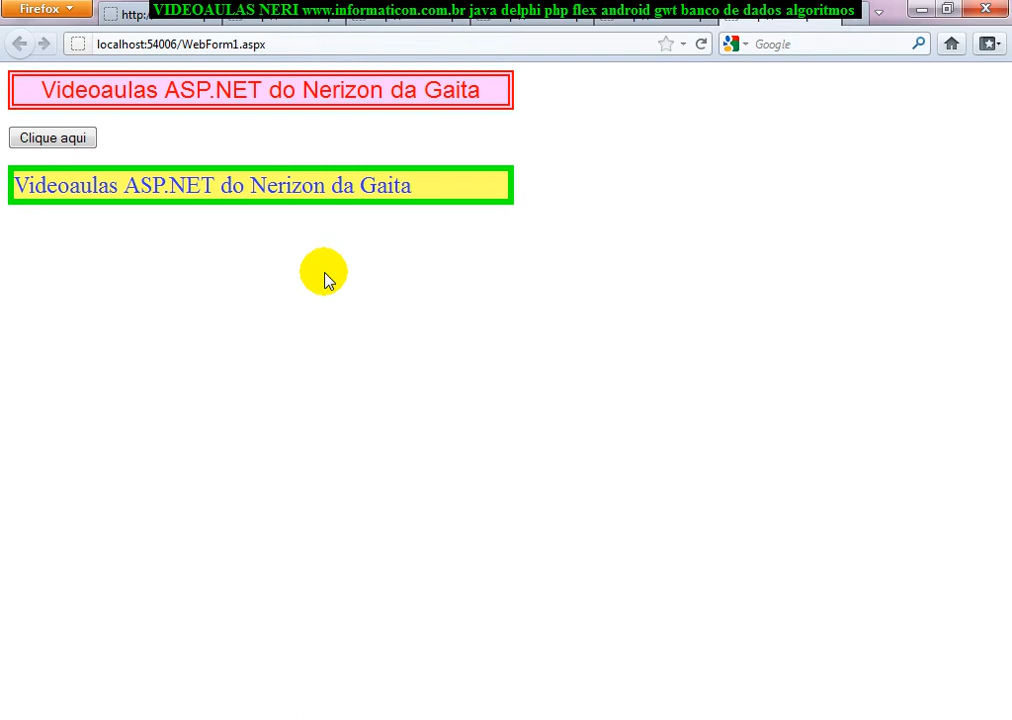 Firefox
http:
VIDEOAULAS NERI www.informaticon.com.br java delphi php flex android gwt banco de dados algoritmos
localhost:54006/WebForm1.aspx
Google
Videoaulas ASP.NET do Nerizon da Gaita
Clique aqui
Videoaulas ASP.NET do Nerizon da Gaita